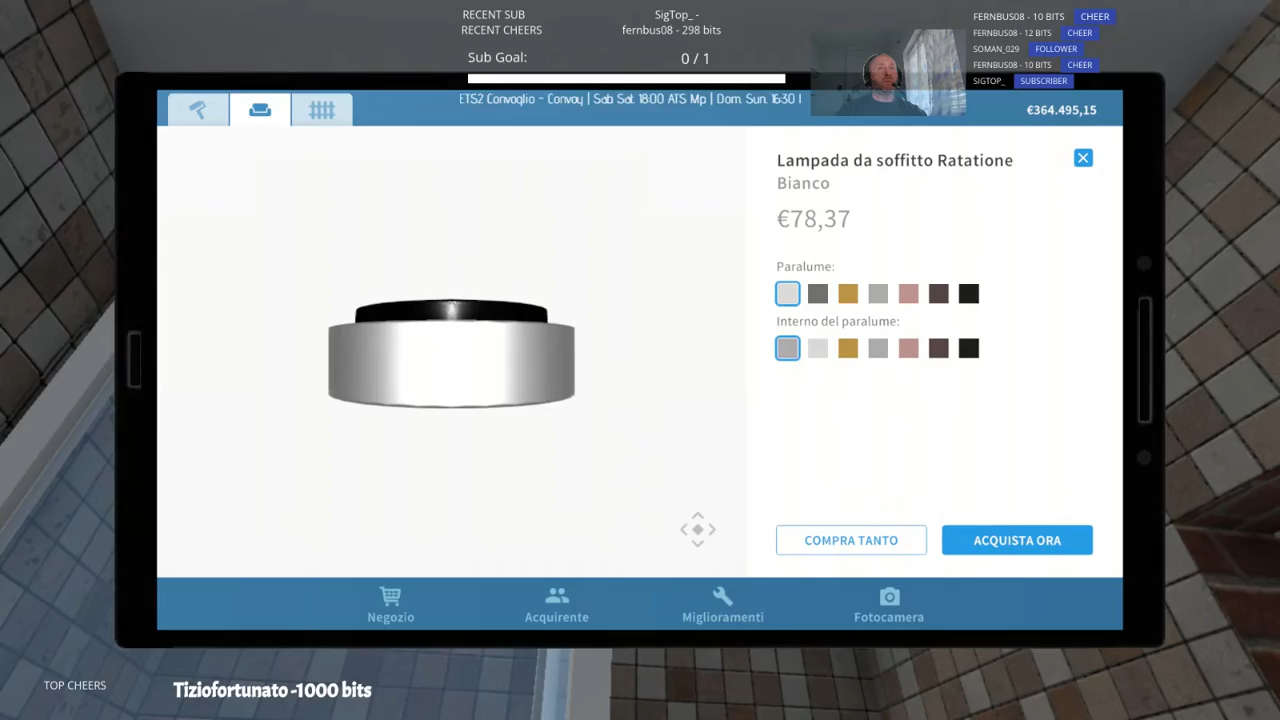 RECENT SUB
SigTop_ -
RECENT CHEERS
fernbus08 - 298 bits
Sub Goal:
0 / 1
FERNBUS08 - 10 BITS CHEER
FERNBUS08 - 12 BITS CHEER
SOMAN_029 FOLLOWER
FERNBUS08 - 10 BITS CHEER
SIGTOP_ SUBSCRIBER
ETS2 Convoglio - Convoy | Sab Sat. 18:00 ATS Mp | Dom. Sun. 16:30 |
€364.495,15
Lampada da soffitto Ratatione
Bianco
€78,37
Paralume:
Interno del paralume:
COMPRA TANTO
ACQUISTA ORA
Negozio
Acquirente
Miglioramenti
Fotocamera
TOP CHEERS
Tiziofortunato -1000 bits